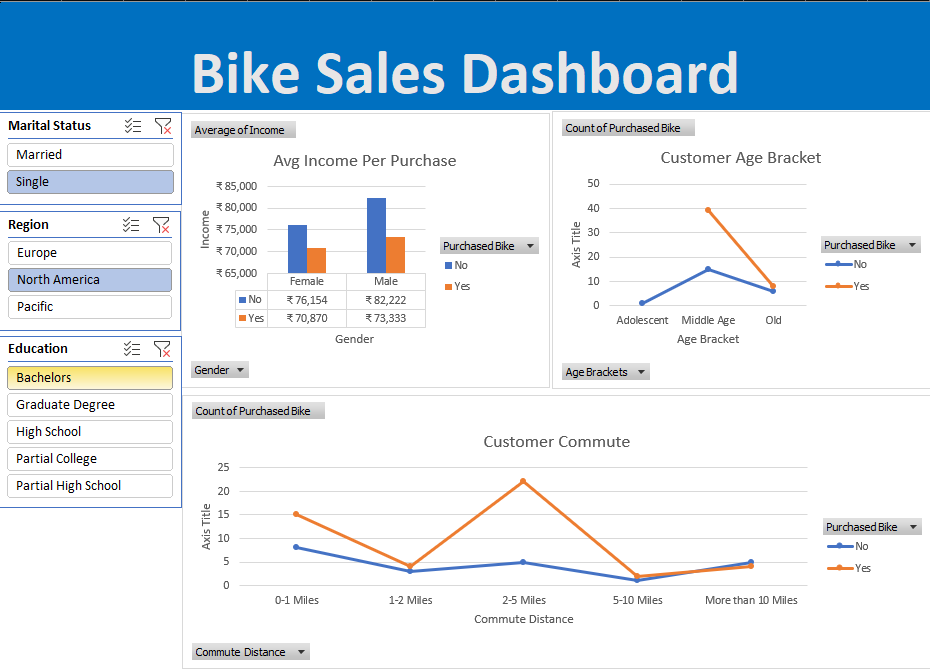 Bike Sales Dashboard
Marital Status
Married
Single
Region
Europe
North America
Pacific
Education
Bachelors
Graduate Degree
High School
Partial College
Partial High School
Average of Income
Avg Income Per Purchase
₹ 85,000
₹ 80,000
₹ 75,000
₹ 70,000
₹ 65,000
Income
Female Male
No ₹ 76,154 ₹ 82,222
Yes ₹ 70,870 ₹ 73,333
Gender
Purchased Bike
No
Yes
Gender
Count of Purchased Bike
Customer Age Bracket
50
40
30
20
10
0
Axis Title
Adolescent Middle Age Old
Age Bracket
Purchased Bike
No
Yes
Age Brackets
Count of Purchased Bike
Customer Commute
25
20
15
10
5
0
Axis Title
0-1 Miles 1-2 Miles 2-5 Miles 5-10 Miles More than 10 Miles
Commute Distance
Purchased Bike
No
Yes
Commute Distance